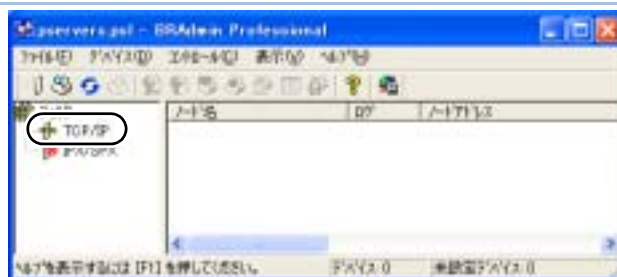 pservers.psl - BRAdmin Professional
ファイル(F) デバイス(D) コントロール(C) 表示(V) ヘルプ(H)
ノード名 ログ ノードアドレス
TCP/IP
IPX/SPX
ヘルプを表示するには [F1] を押してください。 デバイス: 0 未設定デバイス: 0